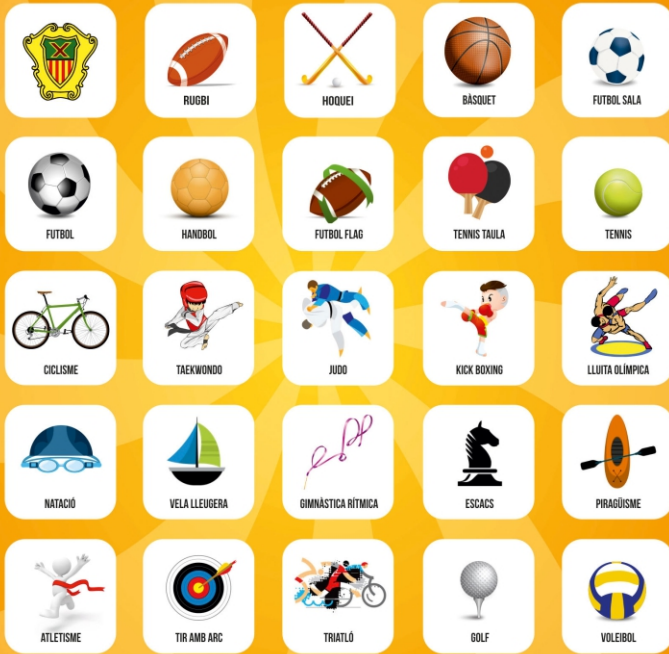 RUGBI
HOQUEI
BÀSQUET
FUTBOL SALA
FUTBOL
HANDBOL
FUTBOL FLAG
TENNIS TAULA
TENNIS
CICLISME
TAEKWONDO
JUDO
KICK BOXING
LLUITA OLÍMPICA
NATACIÓ
VELA LLEUGERA
GIMNÀSTICA RÍTMICA
ESCACS
PIRAGÜISME
ATLETISME
TIR AMB ARC
TRIATLÓ
GOLF
VOLEIBOL